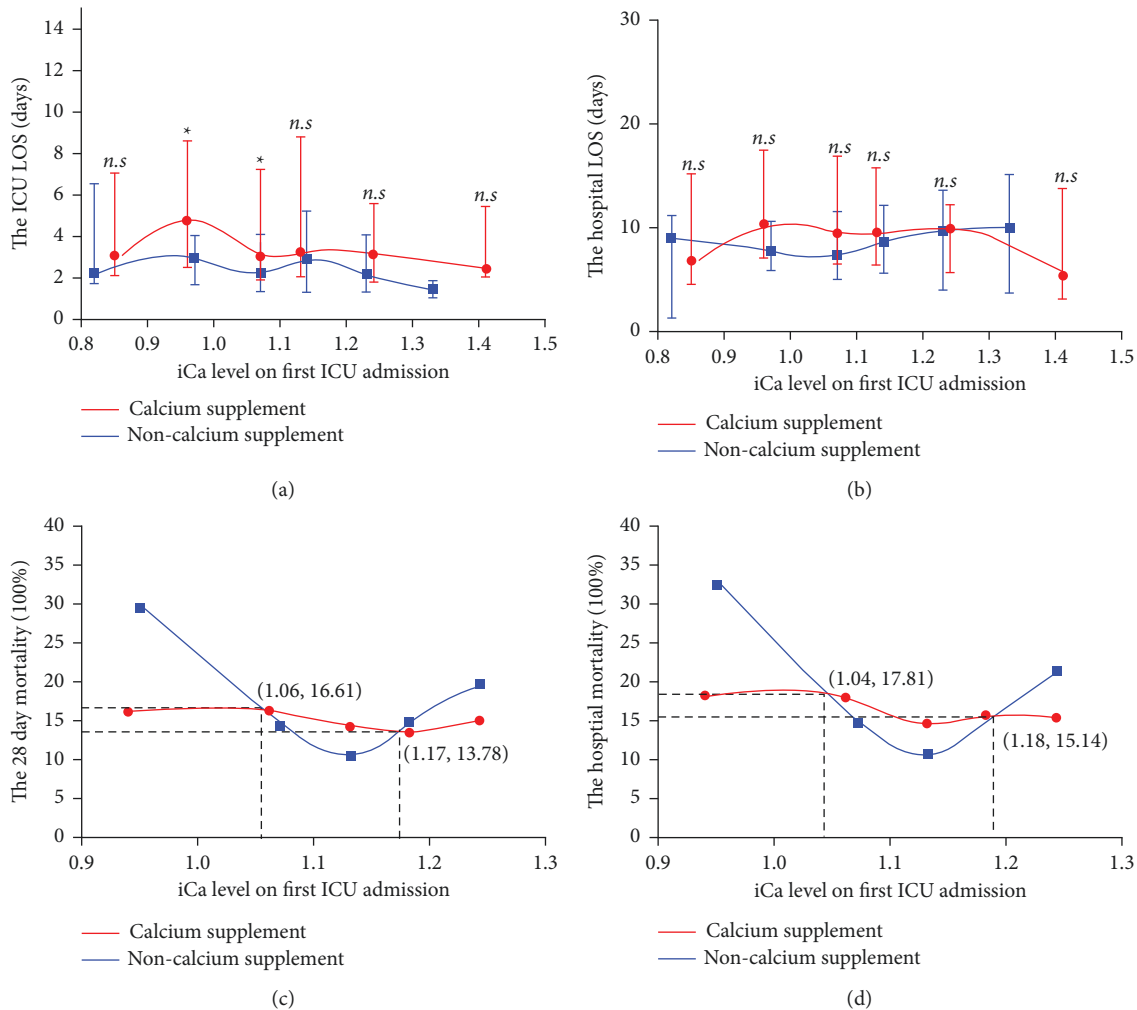 14
12
10
8
6
4
2
0
The ICU LOS (days)
n.s
*
*
n.s
n.s
n.s
0.8 0.9 1.0 1.1 1.2 1.3 1.4 1.5
iCa level on first ICU admission
Calcium supplement
Non-calcium supplement
(a)
30
20
10
0
The hospital LOS (days)
n.s
n.s
n.s
n.s
n.s
n.s
0.8 0.9 1.0 1.1 1.2 1.3 1.4 1.5
iCa level on first ICU admission
Calcium supplement
Non-calcium supplement
(b)
40
35
30
25
20
15
10
5
0
The 28 day mortality (100%)
(1.06, 16.61)
(1.17, 13.78)
0.9 1.0 1.1 1.2 1.3
iCa level on first ICU admission
Calcium supplement
Non-calcium supplement
(c)
40
35
30
25
20
15
10
5
0
The hosptial mortality (100%)
(1.04, 17.81)
(1.18, 15.14)
0.9 1.0 1.1 1.2 1.3
iCa level on first ICU admission
Calcium supplement
Non-calcium supplement
(d)